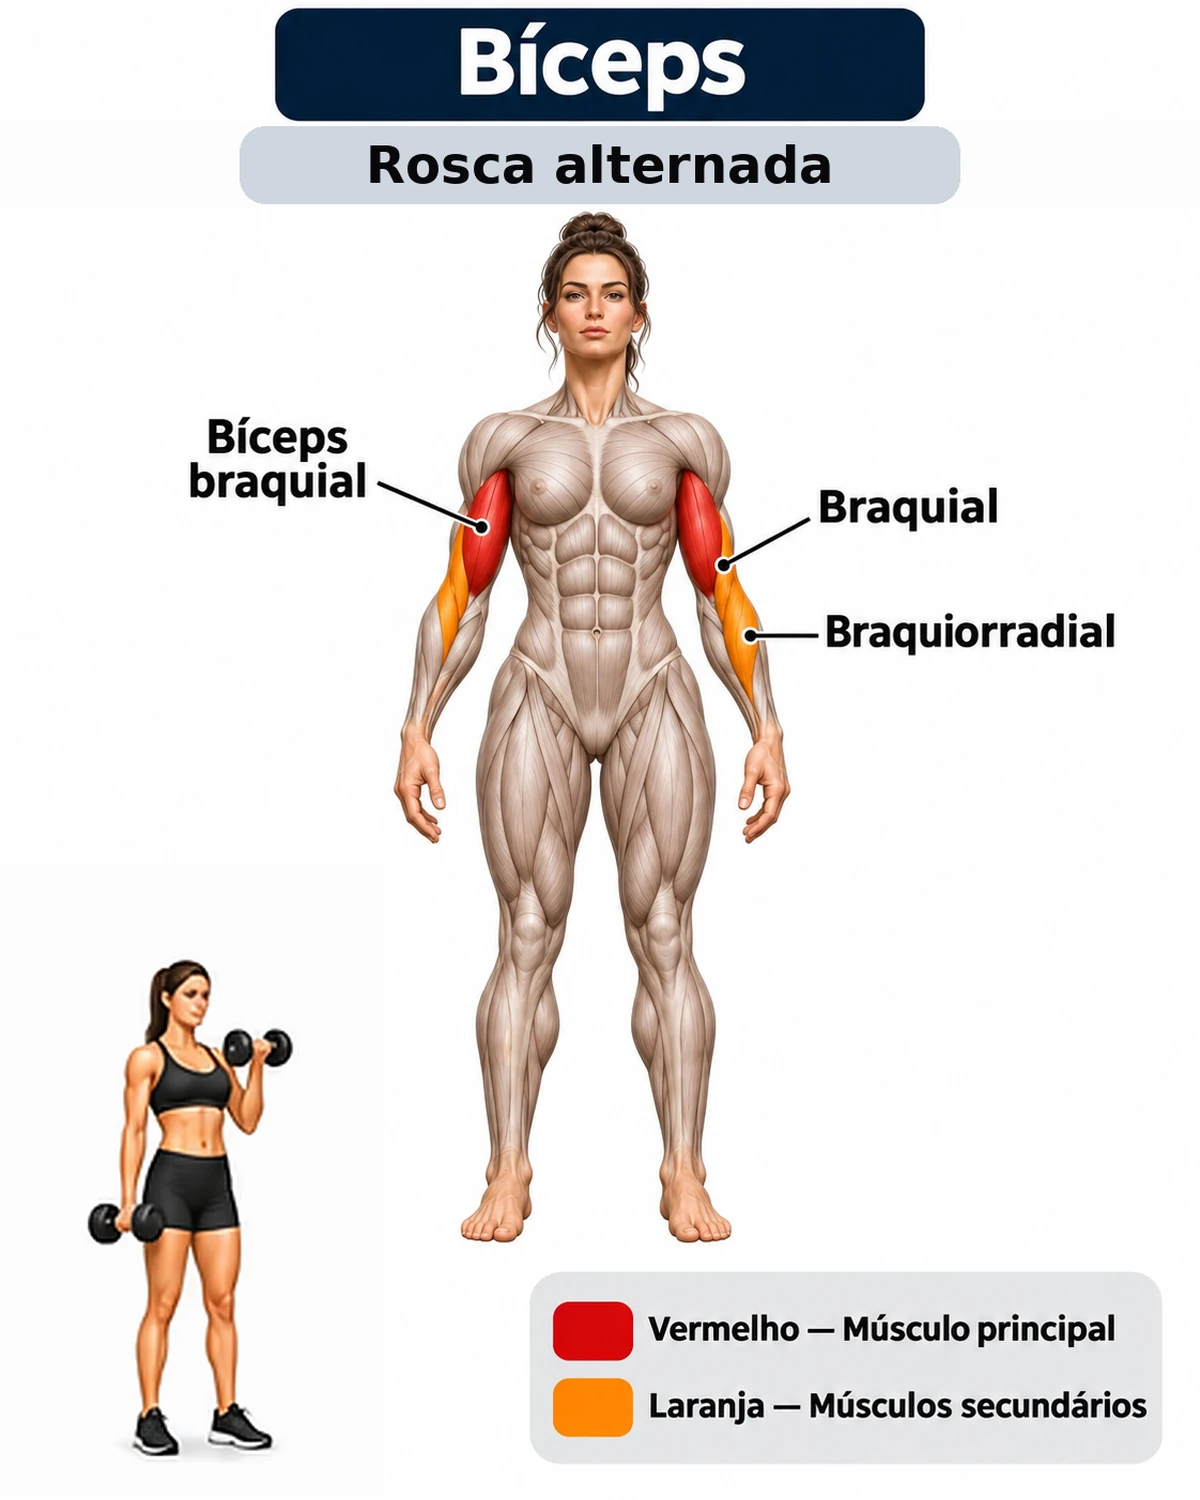 Bíceps
Rosca alternada
Bíceps
braquial
Braquial
Braquiorradial
Vermelho — Músculo principal
Laranja — Músculos secundários